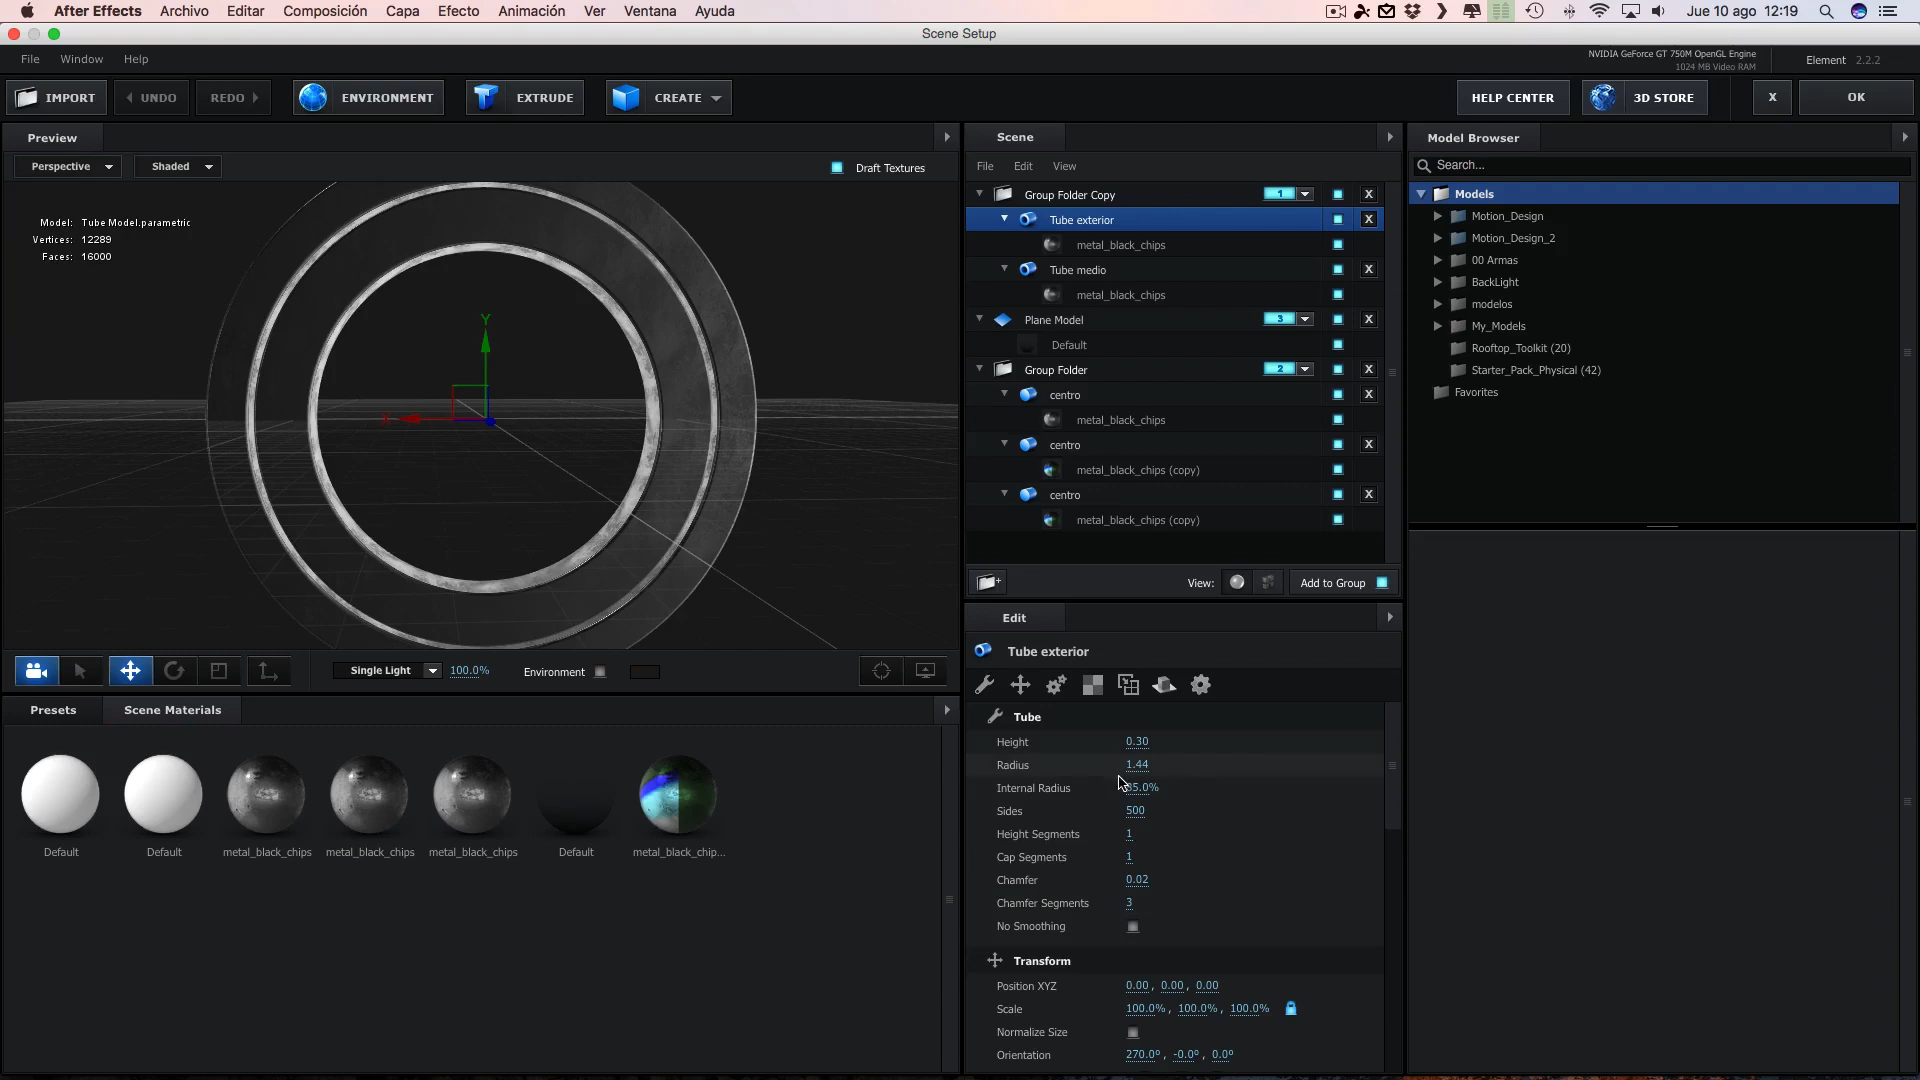 After Effects Archivo Editar Composición Capa Efecto Animación Ver Ventana Ayuda Jue 10 ago 12:19
Scene Setup
File Window Help
NVIDIA GeForce GT 750M OpenGL Engine
1024 MB Video RAM
Element 2.2.2
IMPORT UNDO REDO ENVIRONMENT EXTRUDE CREATE HELP CENTER 3D STORE X OK
Preview
Perspective Shaded Draft Textures
Model: Tube Model.parametric
Vertices: 12289
Faces: 16000
Y
X
Single Light 100.0% Environment
Presets Scene Materials
Default Default metal_black_chips metal_black_chips metal_black_chips Default metal_black_chip...
Scene
File Edit View
Group Folder Copy 1 X
Tube exterior X
metal_black_chips
Tube medio X
metal_black_chips
Plane Model 3 X
Default
Group Folder 2 X
centro X
metal_black_chips
centro X
metal_black_chips (copy)
centro X
metal_black_chips (copy)
View: Add to Group
Edit
Tube exterior
Tube
Height 0.30
Radius 1.44
Internal Radius 5.0%
Sides 500
Height Segments 1
Cap Segments 1
Chamfer 0.02
Chamfer Segments 3
No Smoothing
Transform
Position XYZ 0.00, 0.00, 0.00
Scale 100.0%, 100.0%, 100.0%
Normalize Size
Orientation 270.0º, -0.0º, 0.0º
Model Browser
Search...
Models
Motion_Design
Motion_Design_2
00 Armas
BackLight
modelos
My_Models
Rooftop_Toolkit (20)
Starter_Pack_Physical (42)
Favorites